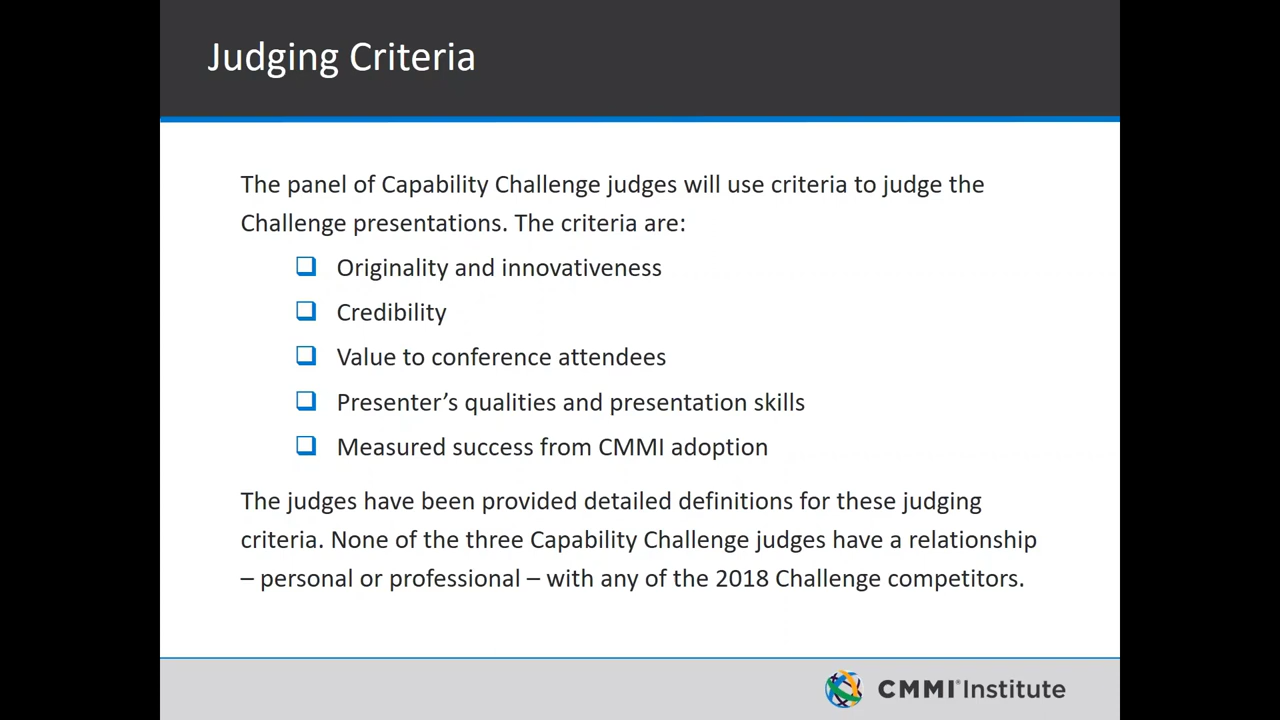 Judging Criteria
The panel of Capability Challenge judges will use criteria to judge the
Challenge presentations. The criteria are:
Originality and innovativeness
Credibility
Value to conference attendees
Presenter’s qualities and presentation skills
Measured success from CMMI adoption
The judges have been provided detailed definitions for these judging
criteria. None of the three Capability Challenge judges have a relationship
– personal or professional – with any of the 2018 Challenge competitors.
CMMI® Institute